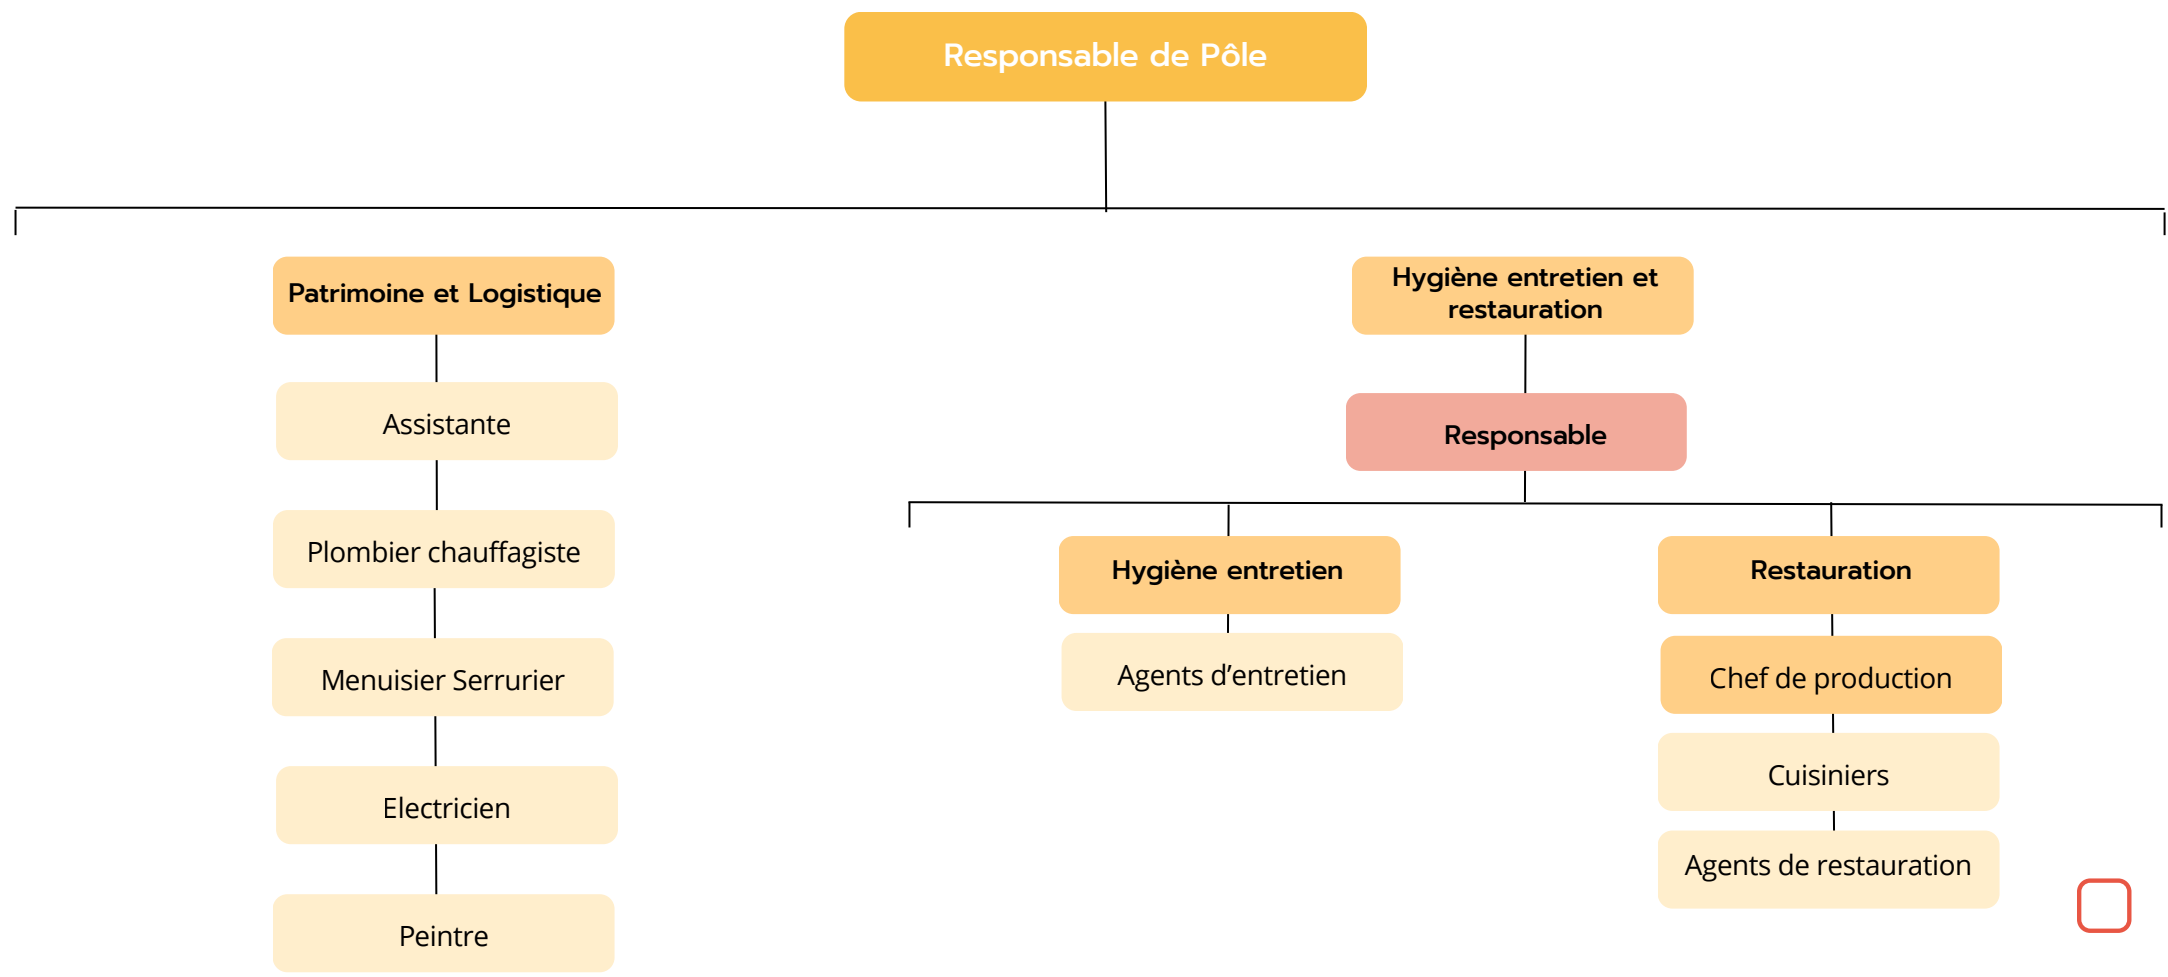 Responsable de Pôle
Patrimoine et Logistique
Assistante
Plombier chauffagiste
Menuisier Serrurier
Electricien
Peintre
Hygiène entretien et
restauration
Responsable
Hygiène entretien
Agents d’entretien
Restauration
Chef de production
Cuisiniers
Agents de restauration